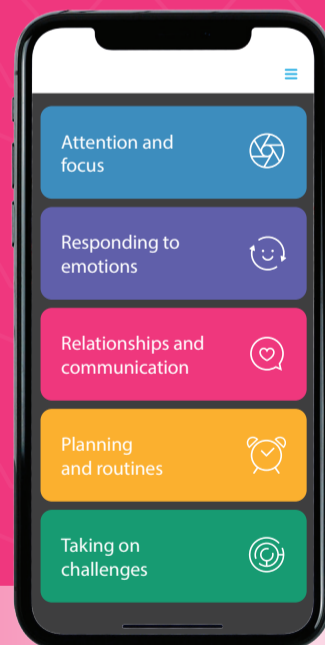 Attention and
focus
Responding to
emotions
Relationships and
communication
Planning
and routines
Taking on
challenges